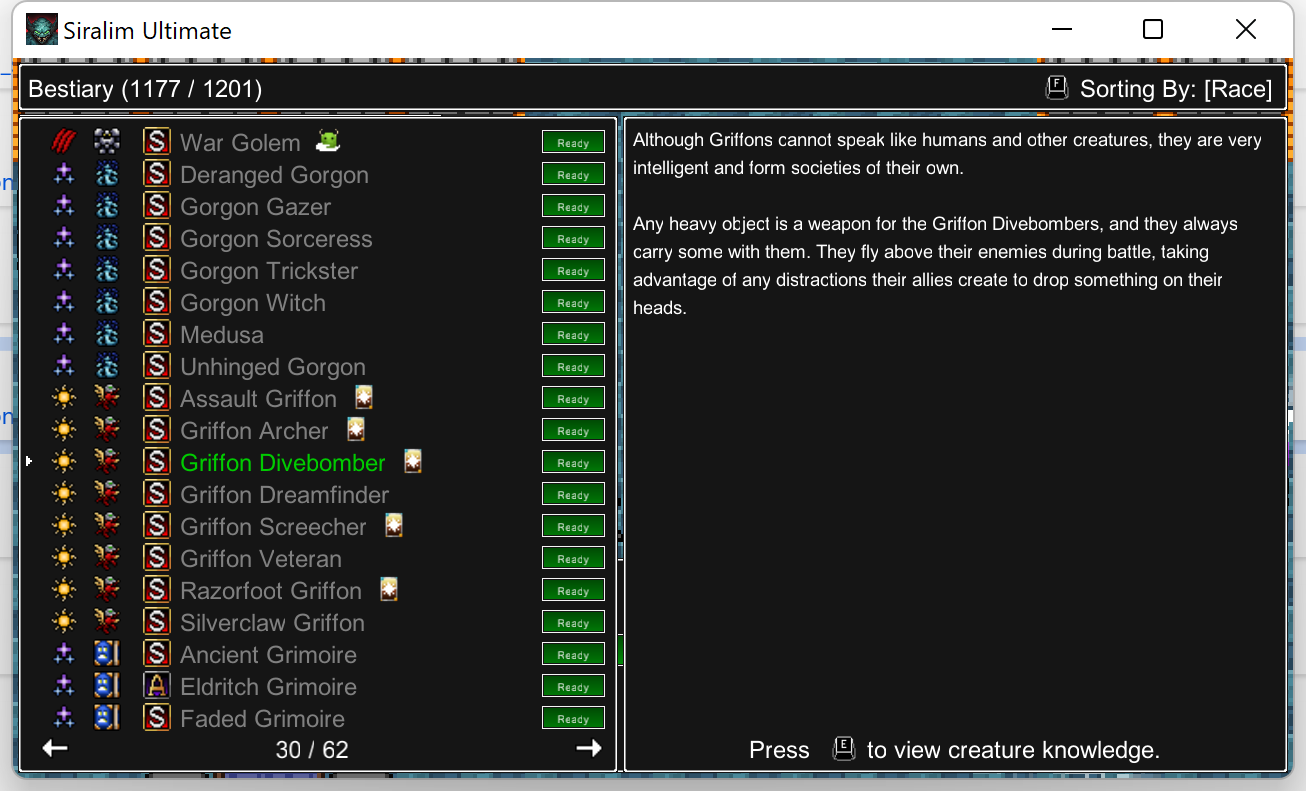 Siralim Ultimate
Bestiary (1177 / 1201)
F Sorting By: [Race]
S War Golem Ready
S Deranged Gorgon Ready
S Gorgon Gazer Ready
S Gorgon Sorceress Ready
S Gorgon Trickster Ready
S Gorgon Witch Ready
S Medusa Ready
S Unhinged Gorgon Ready
S Assault Griffon Ready
S Griffon Archer Ready
S Griffon Divebomber Ready
S Griffon Dreamfinder Ready
S Griffon Screecher Ready
S Griffon Veteran Ready
S Razorfoot Griffon Ready
S Silverclaw Griffon Ready
S Ancient Grimoire Ready
A Eldritch Grimoire Ready
S Faded Grimoire Ready
30 / 62
Although Griffons cannot speak like humans and other creatures, they are very
intelligent and form societies of their own.
Any heavy object is a weapon for the Griffon Divebombers, and they always
carry some with them. They fly above their enemies during battle, taking
advantage of any distractions their allies create to drop something on their
heads.
Press E to view creature knowledge.